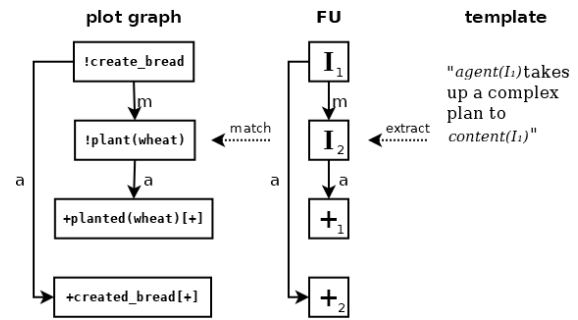 plot graph
FU
template
!create_bread
I1
"agent(I₁) takes
up a complex
plan to
content(I₁)"
m
m
!plant(wheat)
match
I2
extract
a
a
a
a
+planted(wheat)[+]
+1
+created_bread[+]
+2